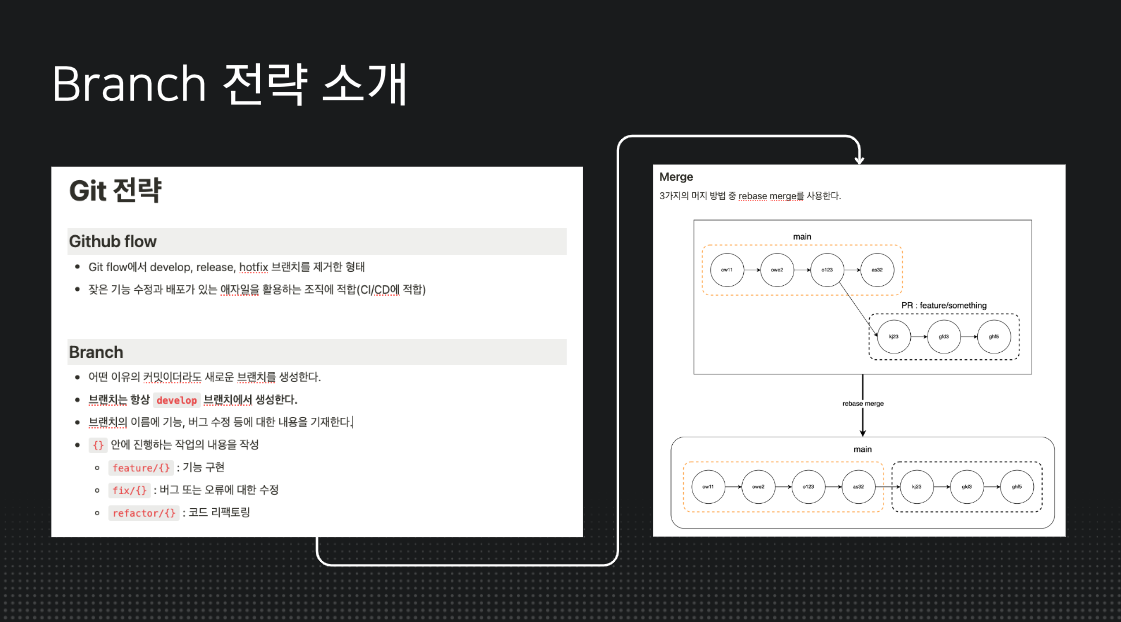 Branch 전략 소개
Git 전략
Github flow
Git flow에서 develop, release, hotfix 브랜치를 제거한 형태
잦은 기능 수정과 배포가 있는 애자일을 활용하는 조직에 적합(CI/CD에 적합)
Branch
어떤 이유의 커밋이더라도 새로운 브랜치를 생성한다.
브랜치는 항상 develop 브랜치에서 생성한다.
브랜치의 이름에 기능, 버그 수정 등에 대한 내용을 기재한다.
{} 안에 진행하는 작업의 내용을 작성
feature/{} : 기능 구현
fix/{} : 버그 또는 오류에 대한 수정
refactor/{} : 코드 리팩토링
Merge
3가지의 머지 방법 중 rebase merge를 사용한다.
main
ow11 owe2 o123 as32
PR : feature/something
kj23 gfd3 ghf5
rebase merge
main
ow11 owe2 o123 as32 kj23 gfd3 ghf5